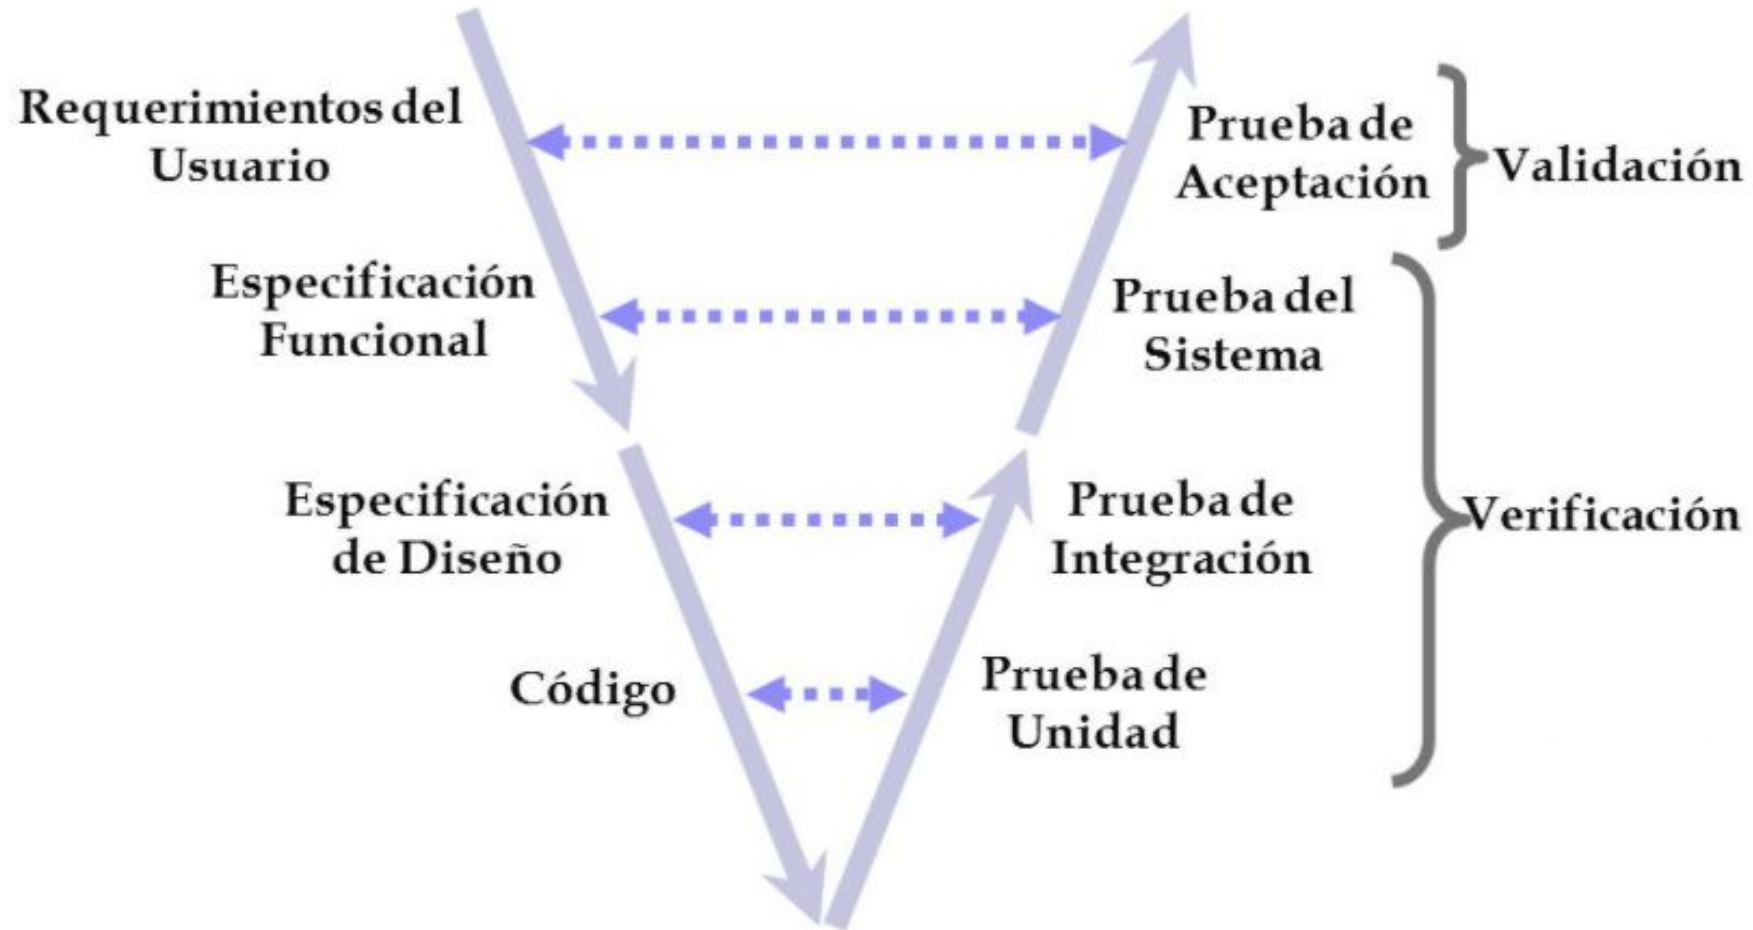 Requerimientos del
Usuario
Prueba de
Aceptación
Validación
Especificación
Funcional
Prueba del
Sistema
Especificación
de Diseño
Prueba de
Integración
Verificación
Código
Prueba de
Unidad